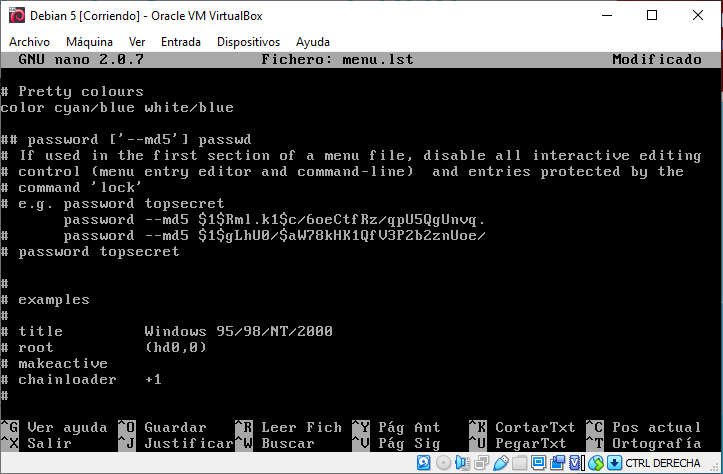 Debian 5 [Corriendo] - Oracle VM VirtualBox
Archivo Máquina Ver Entrada Dispositivos Ayuda
GNU nano 2.0.7 Fichero: menu.lst Modificado
# Pretty colours
color cyan/blue white/blue
## password ['--md5'] passwd
# If used in the first section of a menu file, disable all interactive editing
# control (menu entry editor and command-line)  and entries protected by the
# command 'lock'
# e.g. password topsecret
password --md5 $1$Rml.k1$c/6oeCtfRz/qpU5QgUnvq.
#      password --md5 $1$gLhU0/$aW78kHK1QfV3P2b2znUoe/
# password topsecret
#
# examples
#
# title          Windows 95/98/NT/2000
# root           (hd0,0)
# makeactive
# chainloader    +1
#
^G Ver ayuda ^O Guardar ^R Leer Fich ^Y Pág Ant ^K CortarTxt ^C Pos actual
^X Salir ^J Justificar ^W Buscar ^V Pág Sig ^U PegarTxt ^T Ortografía
CTRL DERECHA